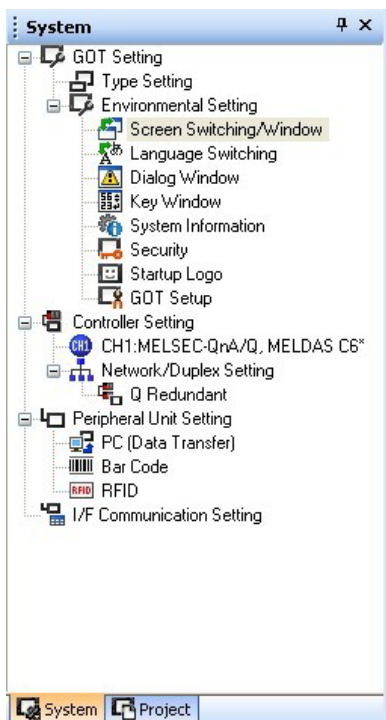 System
GOT Setting
Type Setting
Environmental Setting
Screen Switching/Window
Language Switching
Dialog Window
Key Window
System Information
Security
Startup Logo
GOT Setup
Controller Setting
CH1 CH1:MELSEC-QnA/Q, MELDAS C6*
Network/Duplex Setting
Q Redundant
Peripheral Unit Setting
PC (Data Transfer)
Bar Code
RFID RFID
I/F Communication Setting
System Project